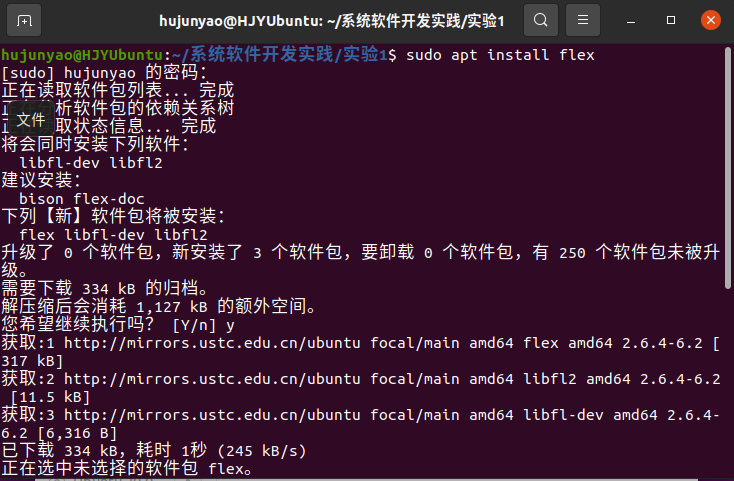 hujunyao@HJYUbuntu: ~/系统软件开发实践/实验1
hujunyao@HJYUbuntu:~/系统软件开发实践/实验1$ sudo apt install flex
[sudo] hujunyao 的密码：
正在读取软件包列表... 完成
正在分析软件包的依赖关系树
正在读取状态信息... 完成
文件
将会同时安装下列软件：
libfl-dev libfl2
建议安装：
bison flex-doc
下列【新】软件包将被安装：
flex libfl-dev libfl2
升级了 0 个软件包，新安装了 3 个软件包，要卸载 0 个软件包，有 250 个软件包未被升
级。
需要下载 334 kB 的归档。
解压缩后会消耗 1,127 kB 的额外空间。
您希望继续执行吗？ [Y/n] y
获取:1 http://mirrors.ustc.edu.cn/ubuntu focal/main amd64 flex amd64 2.6.4-6.2 [
317 kB]
获取:2 http://mirrors.ustc.edu.cn/ubuntu focal/main amd64 libfl2 amd64 2.6.4-6.2
[11.5 kB]
获取:3 http://mirrors.ustc.edu.cn/ubuntu focal/main amd64 libfl-dev amd64 2.6.4-
6.2 [6,316 B]
已下载 334 kB，耗时 1秒 (245 kB/s)
正在选中未选择的软件包 flex。